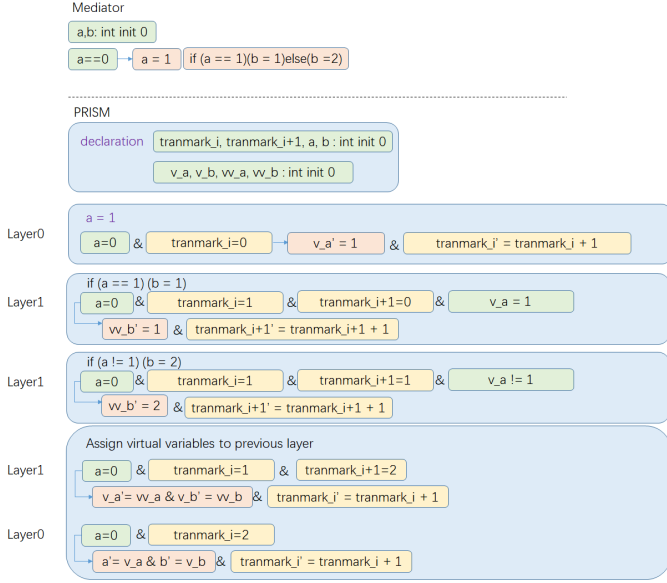 Mediator
a,b: int init 0
a==0 a = 1 if (a == 1)(b = 1)else(b =2)
PRISM
declaration tranmark_i, tranmark_i+1, a, b : int init 0
v_a, v_b, vv_a, vv_b : int init 0
a = 1
Layer0 a=0 & tranmark_i=0 v_a' = 1 & tranmark_i' = tranmark_i + 1
if (a == 1) (b = 1)
Layer1 a=0 & tranmark_i=1 & tranmark_i+1=0 & v_a = 1
vv_b' = 1 & tranmark_i+1' = tranmark_i+1 + 1
if (a != 1) (b = 2)
Layer1 a=0 & tranmark_i=1 & tranmark_i+1=1 & v_a != 1
vv_b' = 2 & tranmark_i+1' = tranmark_i+1 + 1
Assign virtual variables to previous layer
Layer1 a=0 & tranmark_i=1 & tranmark_i+1=2
v_a'= vv_a & v_b' = vv_b & tranmark_i' = tranmark_i + 1
Layer0 a=0 & tranmark_i=2
a'= v_a & b' = v_b & tranmark_i' = tranmark_i + 1